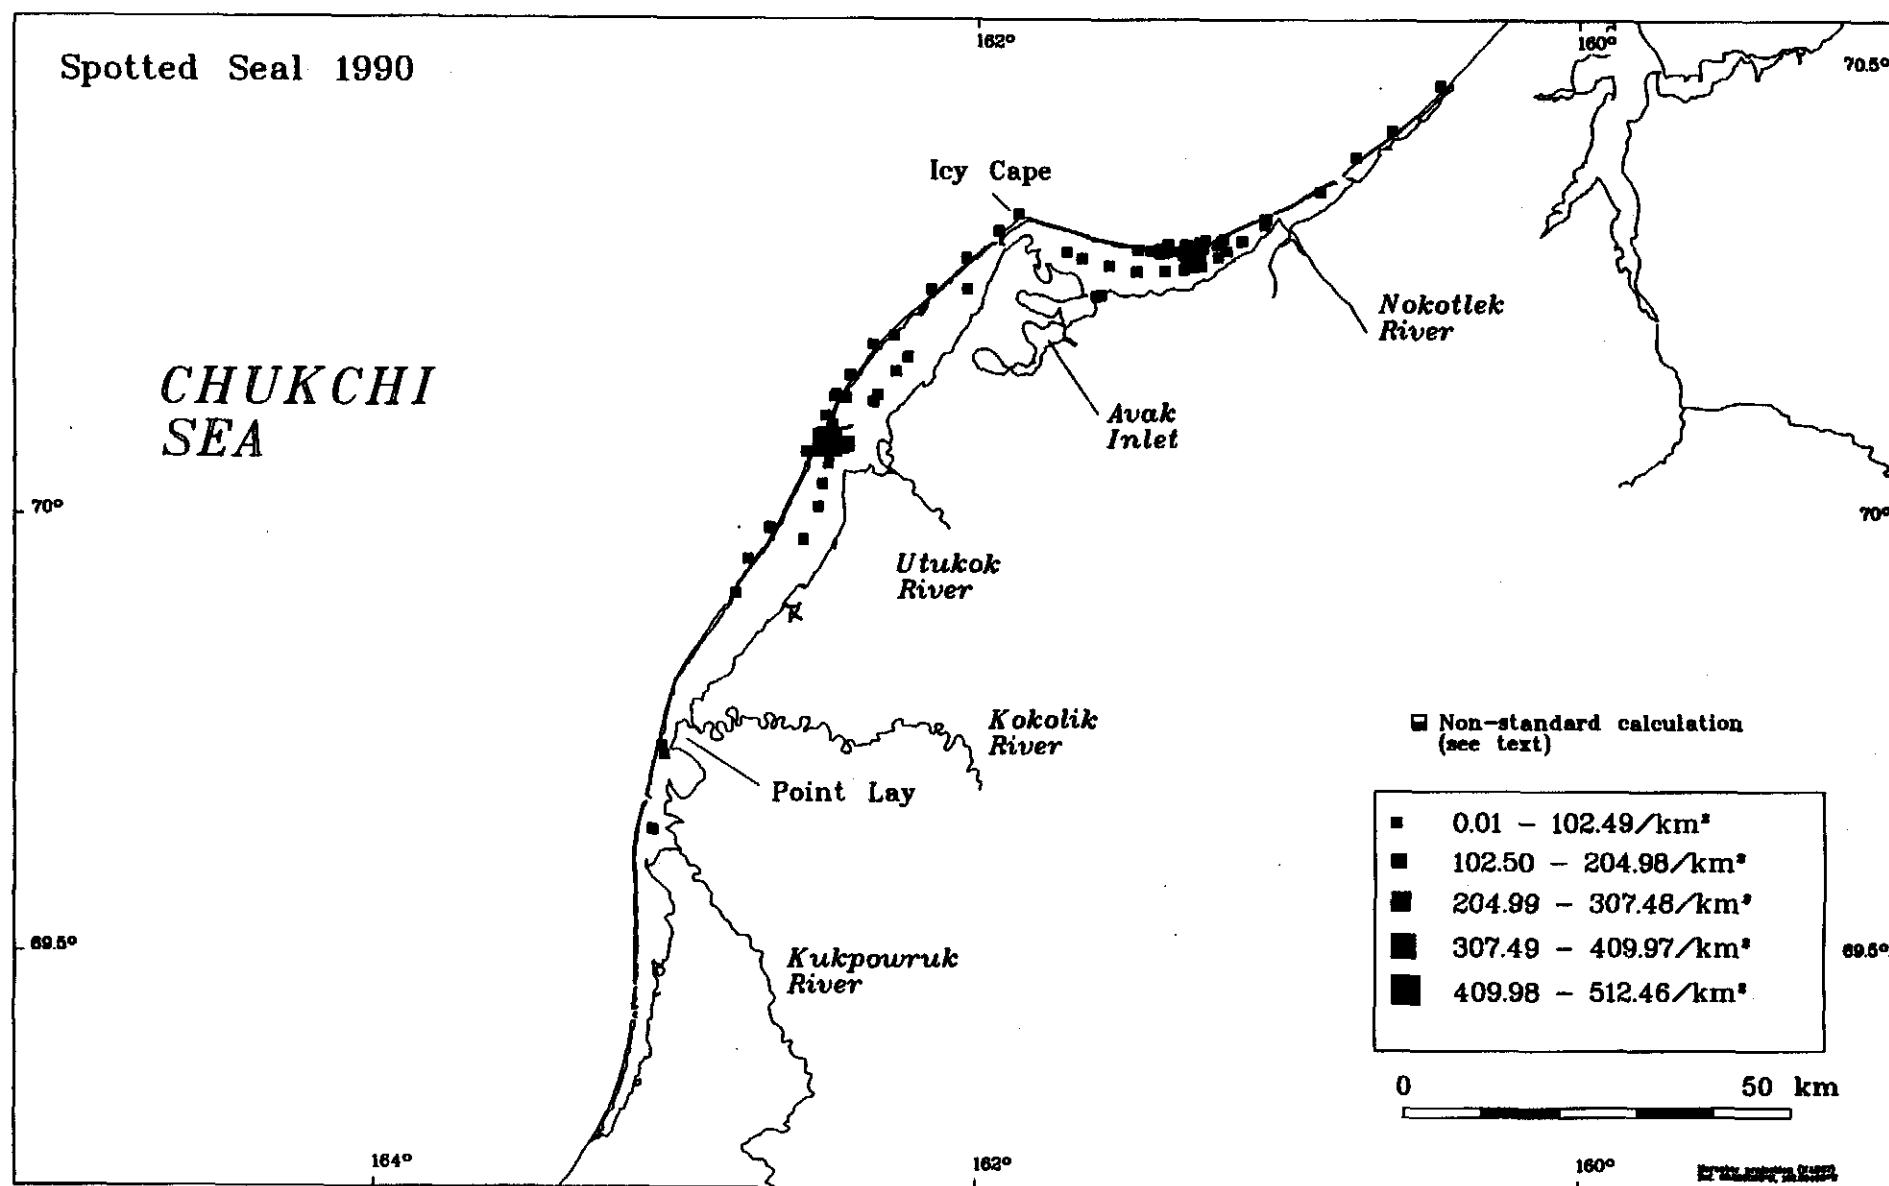 Spotted Seal 1990
162°
160°
70.5°
Icy Cape
Nokotlek
River
CHUKCHI
SEA
Avak
Inlet
70°
70°
Utukok
River
Kokolik
River
Non-standard calculation
(see text)
Point Lay
0.01 - 102.49/km²
102.50 - 204.98/km²
204.99 - 307.48/km²
307.49 - 409.97/km²
409.98 - 512.46/km²
69.5°
69.5°
Kukpowruk
River
0 50 km
164°
162°
160°